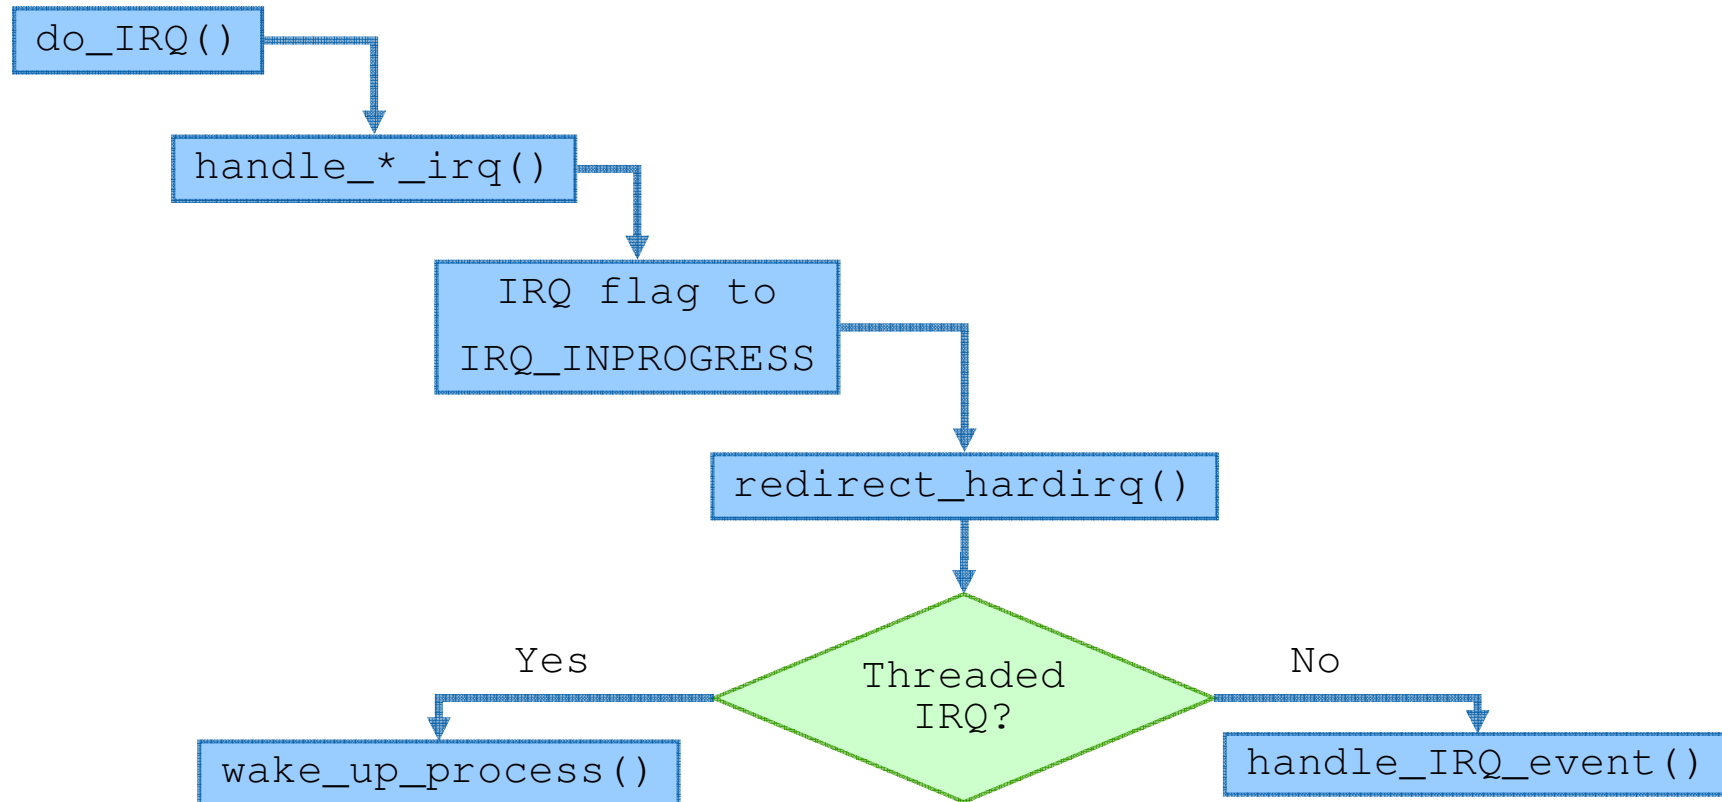 do_IRQ()
handle_*_irq()
IRQ flag to
IRQ_INPROGRESS
redirect_hardirq()
Yes
No
Threaded
IRQ?
wake_up_process()
handle_IRQ_event()